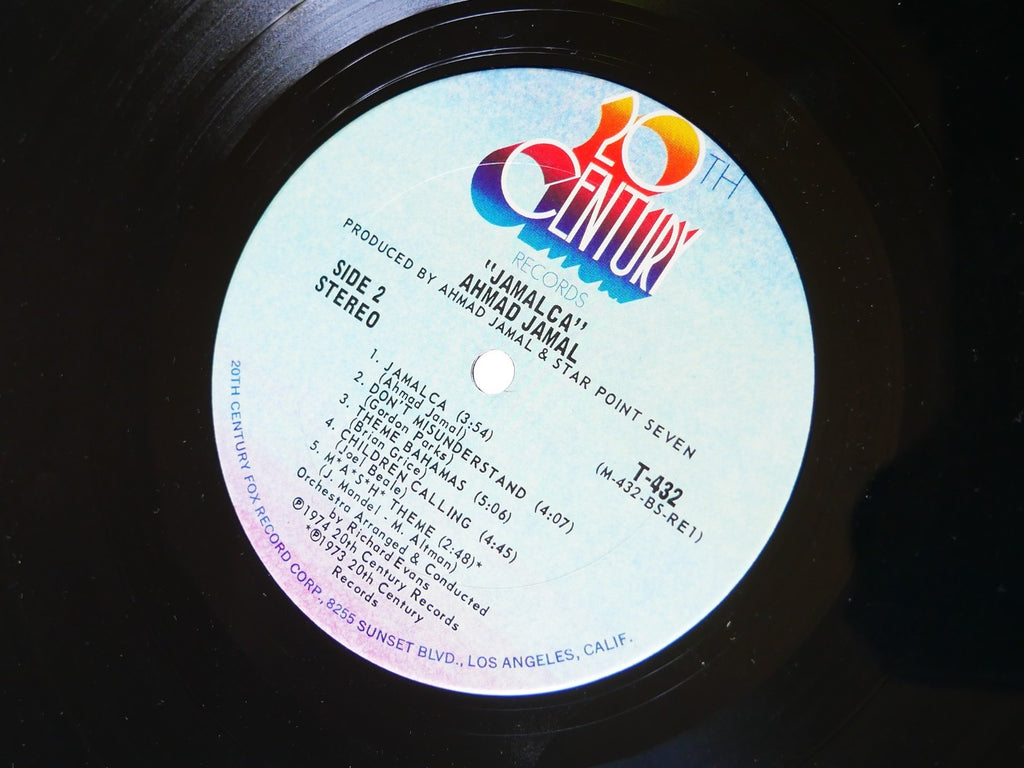 20TH
CENTURY
RECORDS
"JAMALCA"
AHMAD JAMAL
PRODUCED BY AHMAD JAMAL & STAR POINT SEVEN
SIDE 2
STEREO
T-432
(M-432-BS-RE1)
1. JAMALCA (3:54)
(Ahmad Jamal)
2. DON'T MISUNDERSTAND (4:07)
(Gordon Parks)
3. THEME BAHAMAS (5:06)
(Brian Grice)
4. CHILDREN CALLING (4:45)
(Joel Beale)
5. M*A*S*H* THEME (2:48)*
(J. Mandel - M. Altman)
Orchestra Arranged & Conducted
by Richard Evans
℗1974 20th Century Records
*℗1973 20th Century
Records
20TH CENTURY FOX RECORD CORP., 8255 SUNSET BLVD., LOS ANGELES, CALIF.